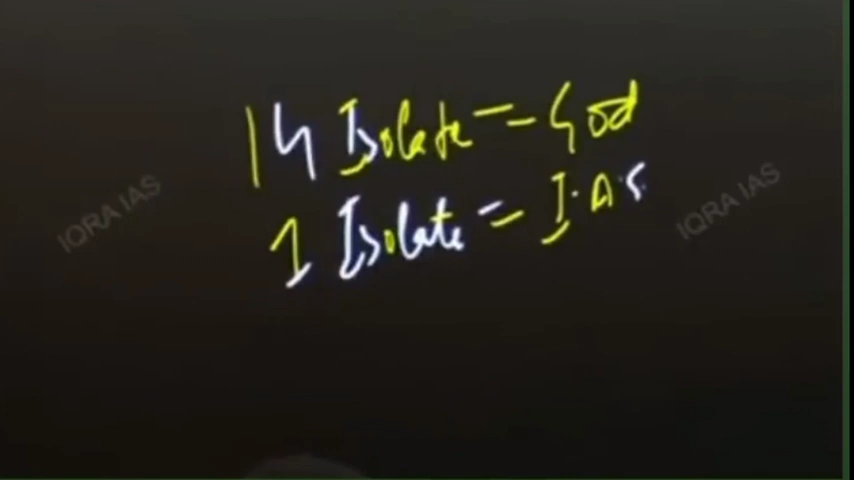 14 Isolate = God
1 Isolate = I.A.S.
IQRA IAS
IQRA IAS